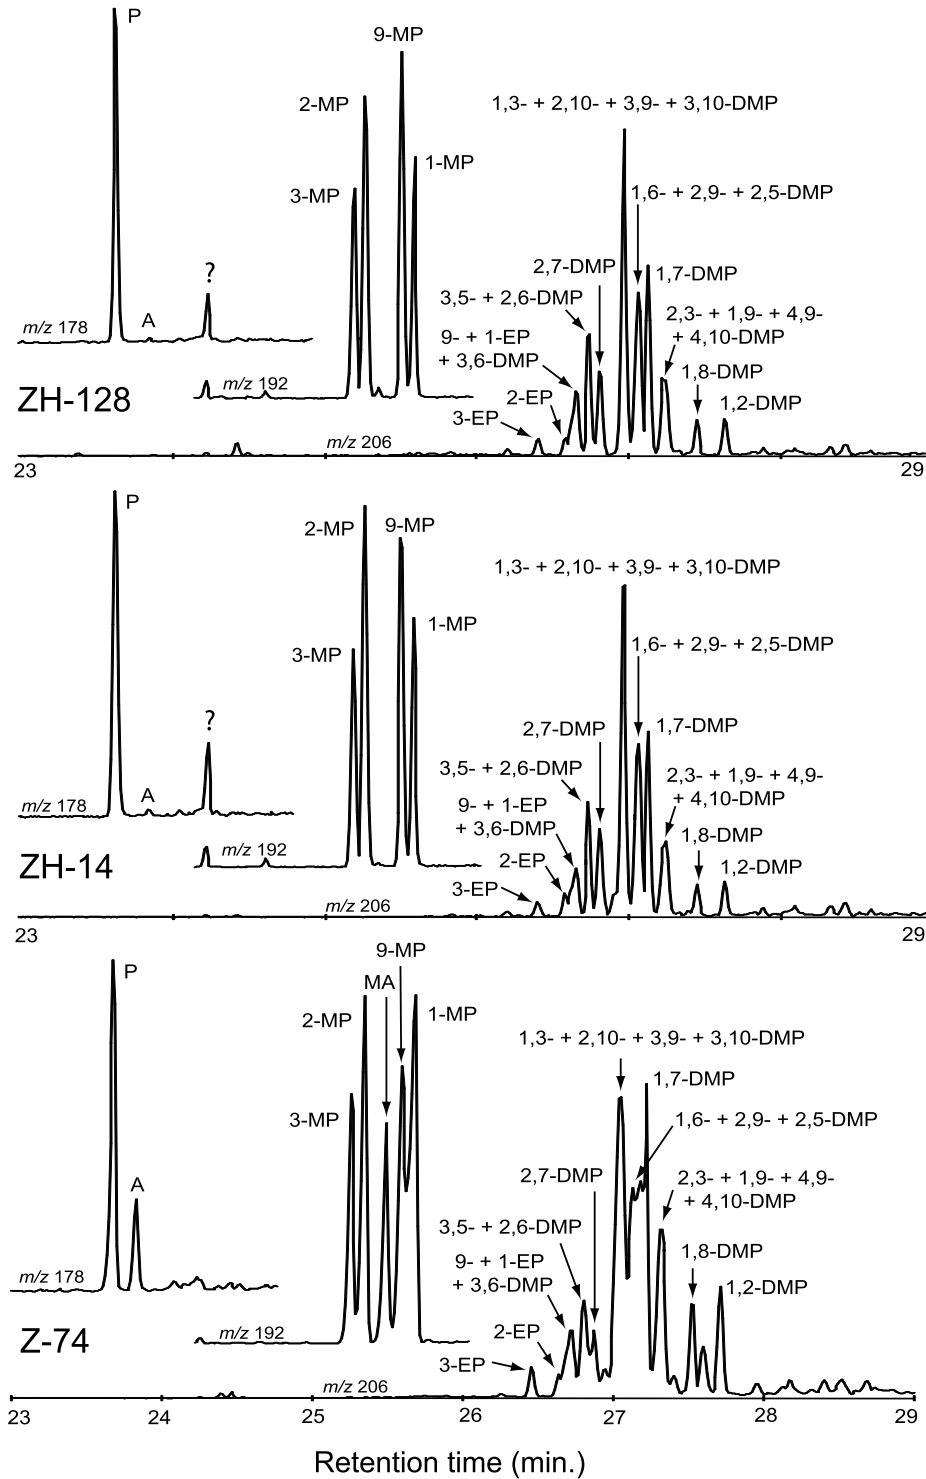 P
9-MP
2-MP
1,3- + 2,10- + 3,9- + 3,10-DMP
1-MP
3-MP
1,6- + 2,9- + 2,5-DMP
?
2,7-DMP
1,7-DMP
3,5- + 2,6-DMP
2,3- + 1,9- + 4,9-
+ 4,10-DMP
m/z 178
A
9- + 1-EP
+ 3,6-DMP
1,8-DMP
m/z 192
2-EP
ZH-128
1,2-DMP
3-EP
m/z 206
23
29
P
2-MP
9-MP
1,3- + 2,10- + 3,9- + 3,10-DMP
1-MP
3-MP
1,6- + 2,9- + 2,5-DMP
?
2,7-DMP
1,7-DMP
3,5- + 2,6-DMP
2,3- + 1,9- + 4,9-
+ 4,10-DMP
m/z 178
A
9- + 1-EP
+ 3,6-DMP
1,8-DMP
m/z 192
2-EP
ZH-14
1,2-DMP
3-EP
m/z 206
23
29
9-MP
P
MA
2-MP
1-MP
1,3- + 2,10- + 3,9- + 3,10-DMP
1,7-DMP
3-MP
1,6- + 2,9- + 2,5-DMP
2,7-DMP
A
2,3- + 1,9- + 4,9-
+ 4,10-DMP
3,5- + 2,6-DMP
9- + 1-EP
+ 3,6-DMP
1,8-DMP
m/z 178
1,2-DMP
m/z 192
2-EP
Z-74
3-EP
m/z 206
23 24 25 26 27 28 29
Retention time (min.)